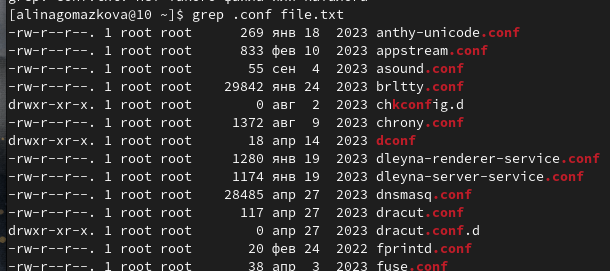 [alinagomazkova@10 ~]$ grep .conf file.txt
-rw-r--r--. 1 root root 269 янв 18 2023 anthy-unicode.conf
-rw-r--r--. 1 root root 833 фев 10 2023 appstream.conf
-rw-r--r--. 1 root root 55 сен 4 2023 asound.conf
-rw-r--r--. 1 root root 29842 янв 24 2023 brltty.conf
drwxr-xr-x. 1 root root 0 авг 2 2023 chkconfig.d
-rw-r--r--. 1 root root 1372 авг 9 2023 chrony.conf
drwxr-xr-x. 1 root root 18 апр 14 2023 dconf
-rw-r--r--. 1 root root 1280 янв 19 2023 dleyna-renderer-service.conf
-rw-r--r--. 1 root root 1174 янв 19 2023 dleyna-server-service.conf
-rw-r--r--. 1 root root 28485 апр 27 2023 dnsmasq.conf
-rw-r--r--. 1 root root 117 апр 27 2023 dracut.conf
drwxr-xr-x. 1 root root 0 апр 27 2023 dracut.conf.d
-rw-r--r--. 1 root root 20 фев 24 2022 fprintd.conf
-rw-r--r--. 1 root root 38 апр 3 2023 fuse.conf